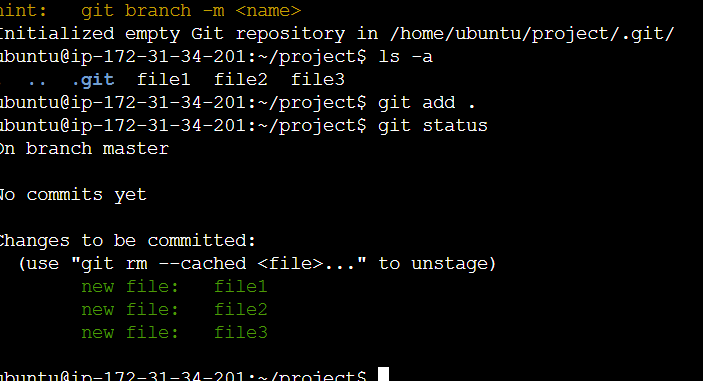 hint:   git branch -m <name>
Initialized empty Git repository in /home/ubuntu/project/.git/
ubuntu@ip-172-31-34-201:~/project$ ls -a
.  ..  .git  file1  file2  file3
ubuntu@ip-172-31-34-201:~/project$ git add .
ubuntu@ip-172-31-34-201:~/project$ git status
On branch master

No commits yet

Changes to be committed:
  (use "git rm --cached <file>..." to unstage)
        new file:   file1
        new file:   file2
        new file:   file3

ubuntu@ip-172-31-34-201:~/project$